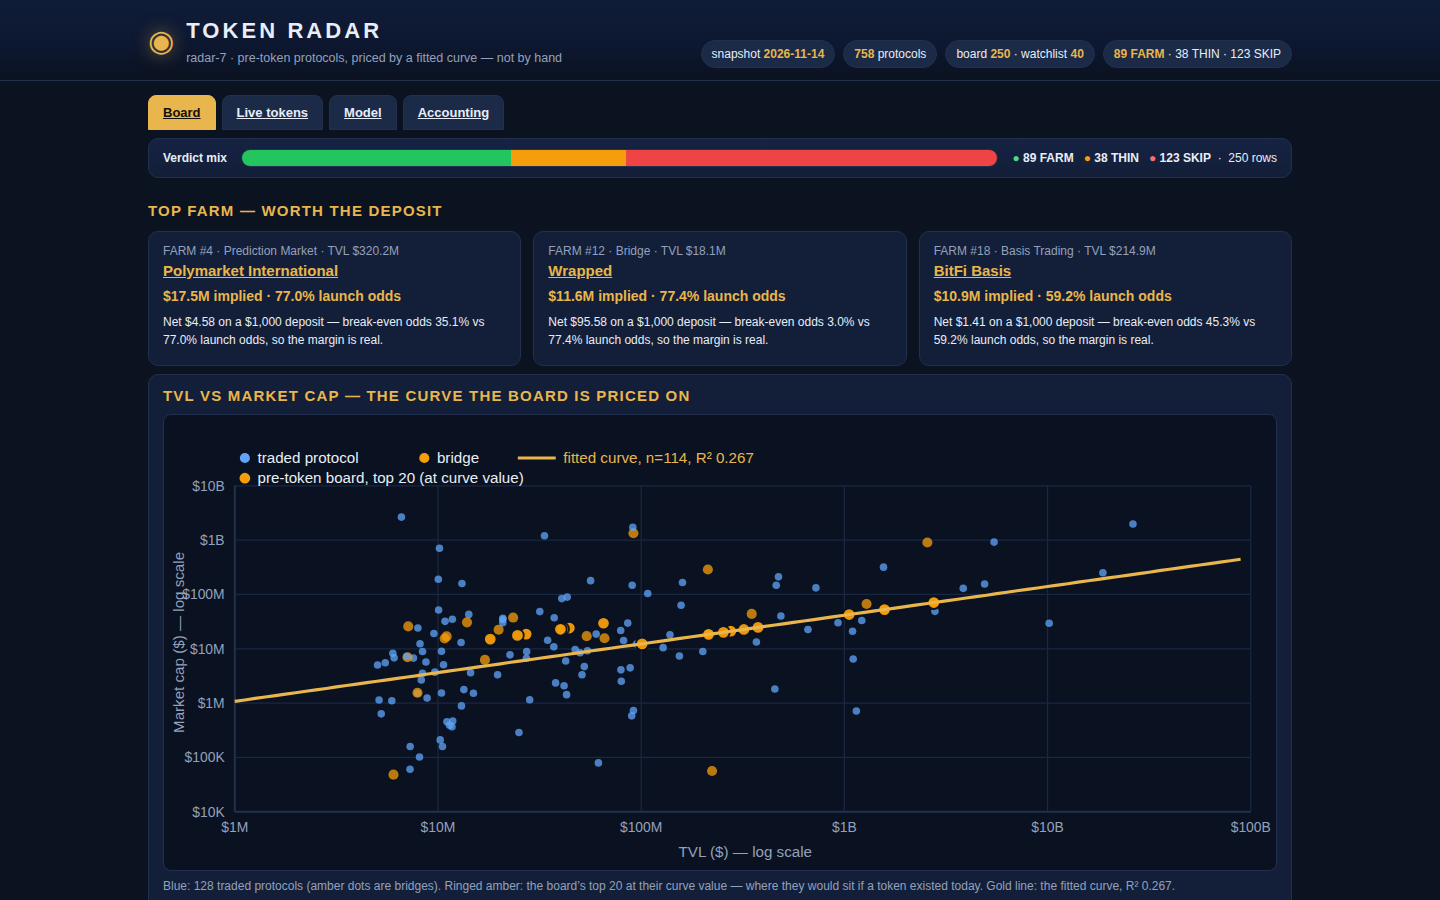 TOKEN RADAR
radar-7 · pre-token protocols, priced by a fitted curve — not by hand
snapshot 2026-11-14
758 protocols
board 250 · watchlist 40
89 FARM · 38 THIN · 123 SKIP
Board
Live tokens
Model
Accounting
Verdict mix
● 89 FARM ● 38 THIN ● 123 SKIP · 250 rows
TOP FARM — WORTH THE DEPOSIT
FARM #4 · Prediction Market · TVL $320.2M
Polymarket International
$17.5M implied · 77.0% launch odds
Net $4.58 on a $1,000 deposit — break-even odds 35.1% vs
77.0% launch odds, so the margin is real.
FARM #12 · Bridge · TVL $18.1M
Wrapped
$11.6M implied · 77.4% launch odds
Net $95.58 on a $1,000 deposit — break-even odds 3.0% vs
77.4% launch odds, so the margin is real.
FARM #18 · Basis Trading · TVL $214.9M
BitFi Basis
$10.9M implied · 59.2% launch odds
Net $1.41 on a $1,000 deposit — break-even odds 45.3% vs
59.2% launch odds, so the margin is real.
TVL VS MARKET CAP — THE CURVE THE BOARD IS PRICED ON
traded protocol
bridge
fitted curve, n=114, R² 0.267
pre-token board, top 20 (at curve value)
Market cap ($) — log scale
$10B
$1B
$100M
$10M
$1M
$100K
$10K
$1M
$10M
$100M
$1B
$10B
$100B
TVL ($) — log scale
Blue: 128 traded protocols (amber dots are bridges). Ringed amber: the board's top 20 at their curve value — where they would sit if a token existed today. Gold line: the fitted curve, R² 0.267.